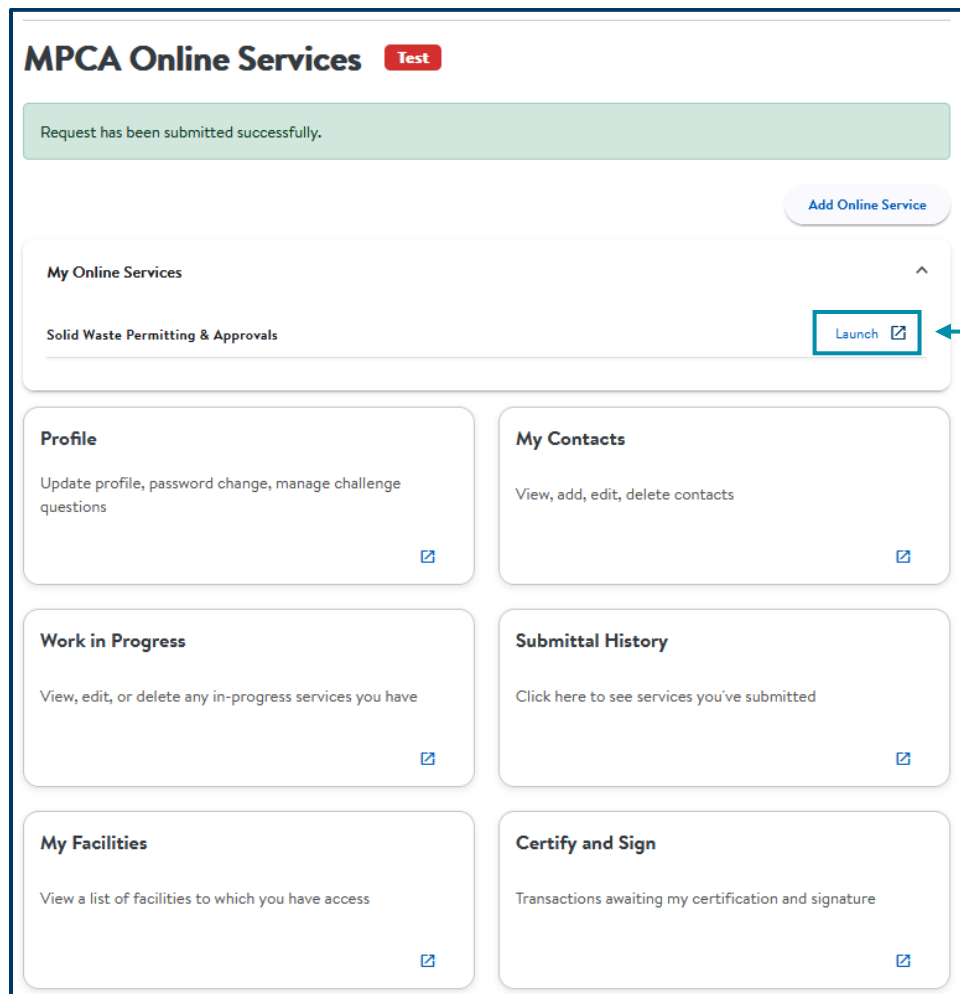 MPCA Online Services Test
Request has been submitted successfully.
Add Online Service
My Online Services
Solid Waste Permitting & Approvals
Launch
Profile
Update profile, password change, manage challenge
questions
My Contacts
View, add, edit, delete contacts
Work in Progress
View, edit, or delete any in-progress services you have
Submittal History
Click here to see services you've submitted
My Facilities
View a list of facilities to which you have access
Certify and Sign
Transactions awaiting my certification and signature